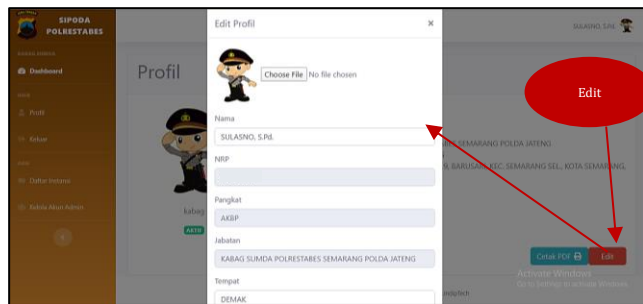 SIPODA
POLRESTABES
Dashboard
Profil
Keluar
Daftar Instansi
Kelola Akun Admin
Profil
kabag
AKTIF
Edit Profil
×
Choose File No file chosen
Nama
SULASNO, S.Pd.
NRP
Pangkat
AKBP
Jabatan
KABAG SUMDA POLRESTABES SEMARANG POLDA JATENG
Tempat
DEMAK
SULASNO, S.Pd.
Edit
SEMARANG POLDA JATENG
9, BARUSARI, KEC. SEMARANG SEL., KOTA SEMARANG,
Cetak PDF
Edit
Activate Windows
Go to Settings to activate Windows.